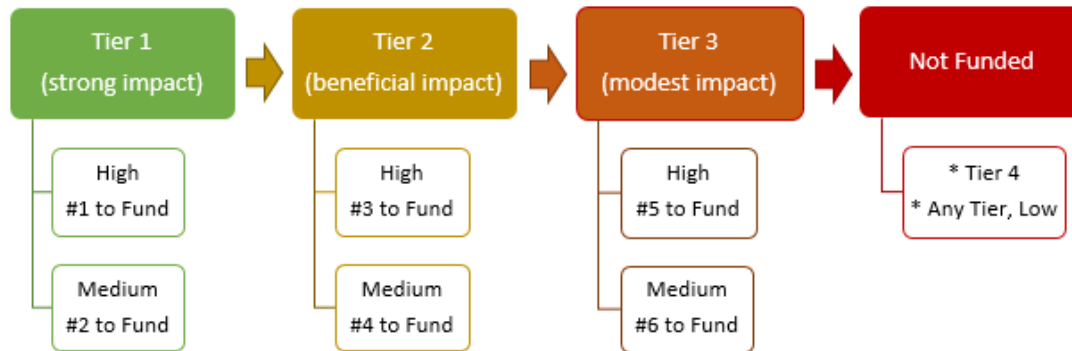 Tier 1
(strong impact)
Tier 2
(beneficial impact)
Tier 3
(modest impact)
Not Funded
High
#1 to Fund
High
#3 to Fund
High
#5 to Fund
* Tier 4
* Any Tier, Low
Medium
#2 to Fund
Medium
#4 to Fund
Medium
#6 to Fund